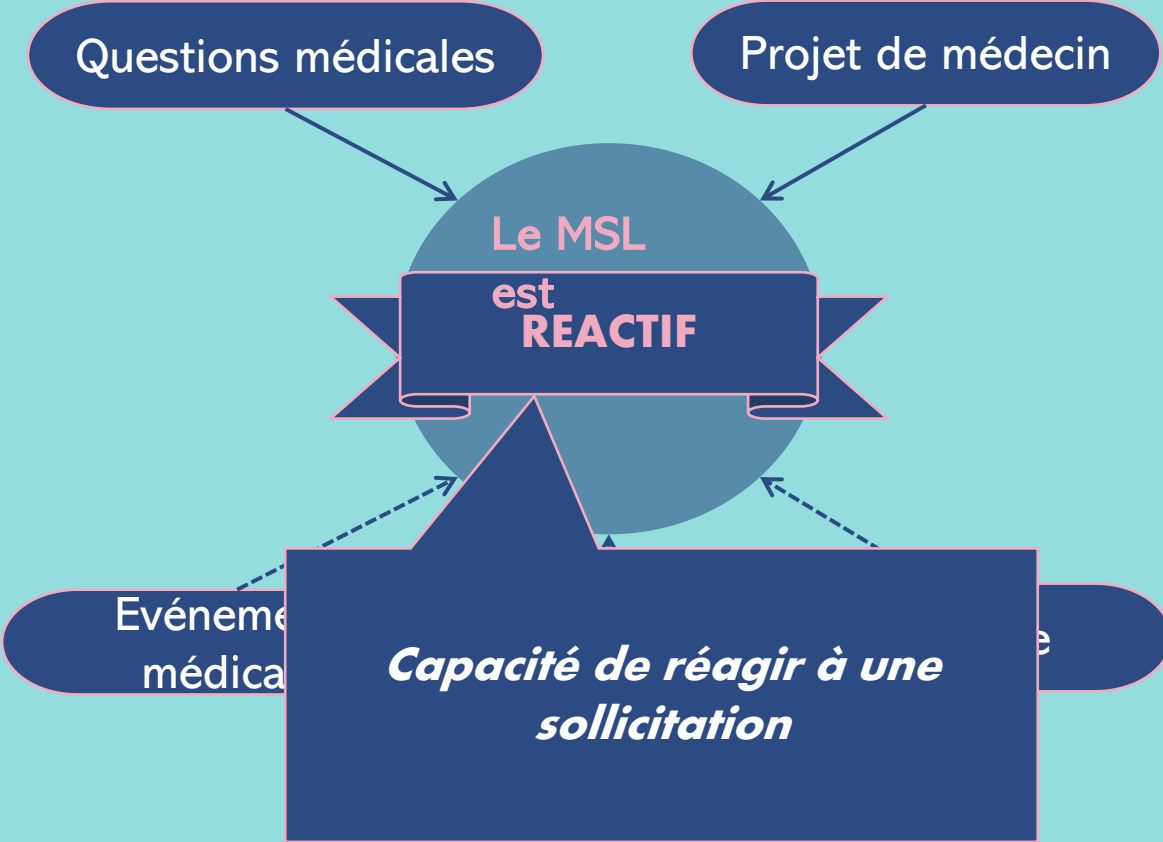 Questions médicales
Projet de médecin
Le MSL
est
REACTIF
Capacité de réagir à une
sollicitation